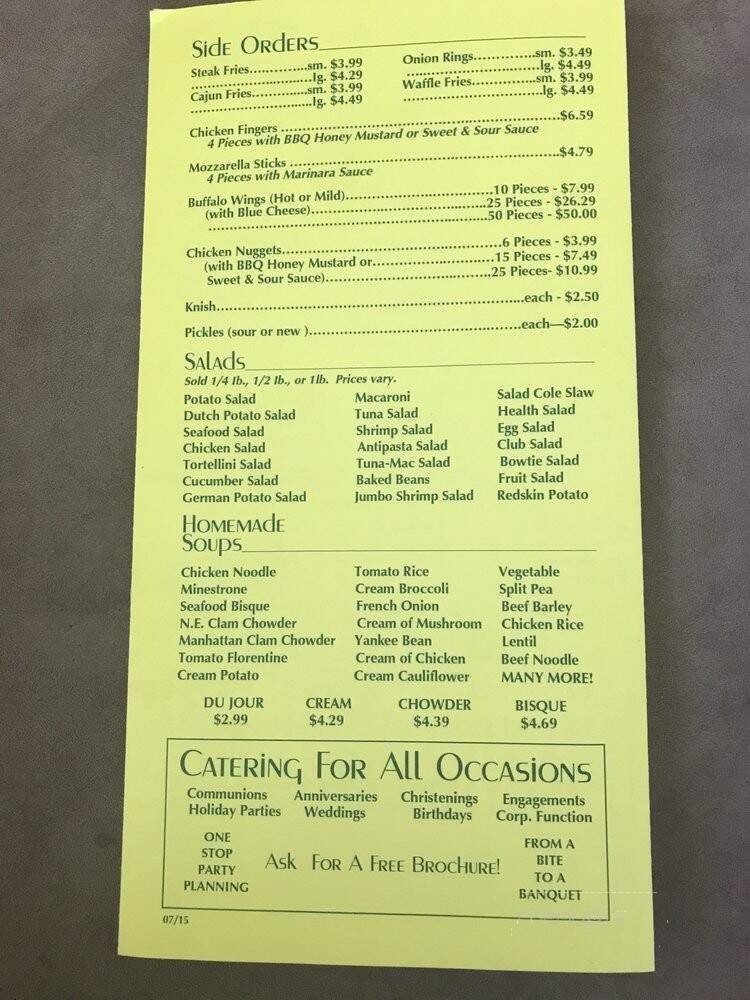 Side Orders
Steak Fries..............sm. $3.99
..............................lg. $4.29
Cajun Fries..............sm. $3.99
..............................lg. $4.49
Onion Rings...............sm. $3.49
................................lg. $4.49
Waffle Fries...............sm. $3.99
................................lg. $4.49
Chicken Fingers ..............................................................$6.59
4 Pieces with BBQ Honey Mustard or Sweet & Sour Sauce
Mozzarella Sticks ............................................................$4.79
4 Pieces with Marinara Sauce
Buffalo Wings (Hot or Mild)................................10 Pieces - $7.99
(with Blue Cheese).......................................25 Pieces - $26.29
...............................................................50 Pieces - $50.00
Chicken Nuggets................................................6 Pieces - $3.99
(with BBQ Honey Mustard or...........................15 Pieces - $7.49
Sweet & Sour Sauce).....................................25 Pieces- $10.99
Knish.....................................................................each - $2.50
Pickles (sour or new )..............................................each—$2.00
Salads
Sold 1/4 lb., 1/2 lb., or 1lb. Prices vary.
Potato Salad Macaroni Salad Cole Slaw
Dutch Potato Salad Tuna Salad Health Salad
Seafood Salad Shrimp Salad Egg Salad
Chicken Salad Antipasta Salad Club Salad
Tortellini Salad Tuna-Mac Salad Bowtie Salad
Cucumber Salad Baked Beans Fruit Salad
German Potato Salad Jumbo Shrimp Salad Redskin Potato
Homemade
Soups
Chicken Noodle Tomato Rice Vegetable
Minestrone Cream Broccoli Split Pea
Seafood Bisque French Onion Beef Barley
N.E. Clam Chowder Cream of Mushroom Chicken Rice
Manhattan Clam Chowder Yankee Bean Lentil
Tomato Florentine Cream of Chicken Beef Noodle
Cream Potato Cream Cauliflower MANY MORE!
DU JOUR CREAM CHOWDER BISQUE
$2.99 $4.29 $4.39 $4.69
Catering For All Occasions
Communions Anniversaries Christenings Engagements
Holiday Parties Weddings Birthdays Corp. Function
ONE
STOP
PARTY
PLANNING
Ask For A Free Brochure!
FROM A
BITE
TO A
BANQUET
07/15